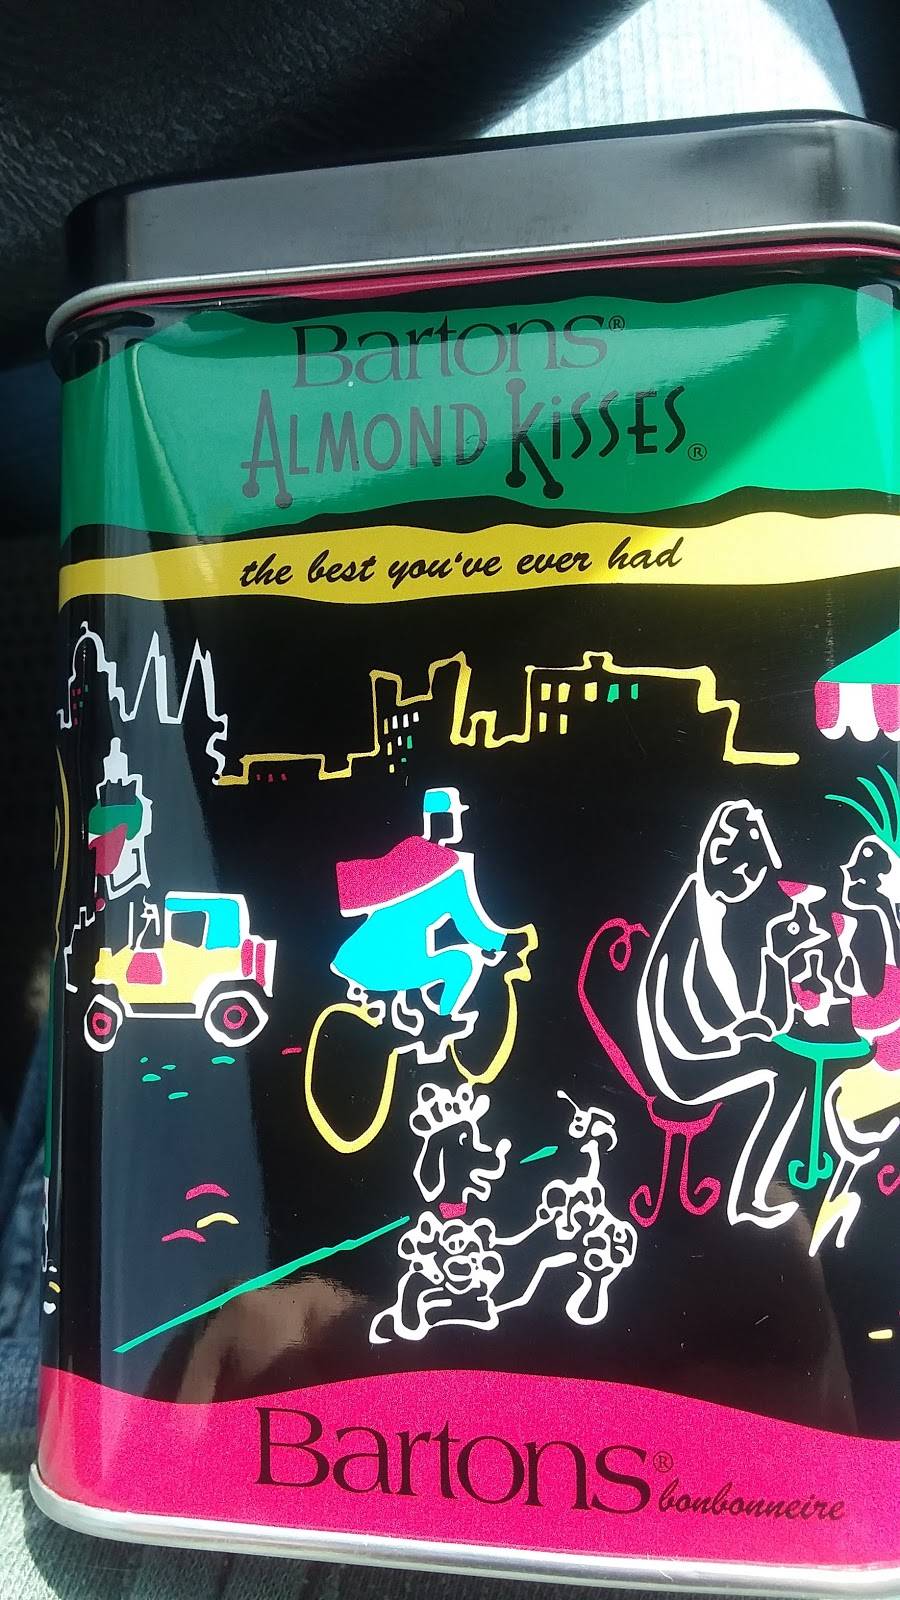 Bartons®
ALMOND KISSES®
the best you've ever had
Bartons®
bonbonneire